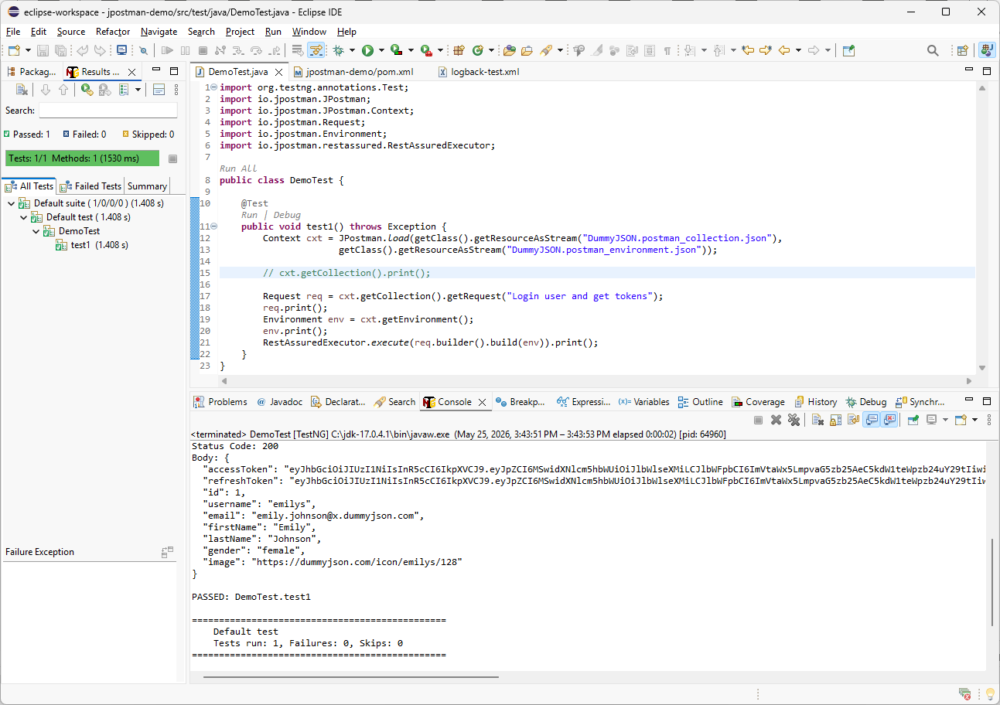 eclipse-workspace - jpostman-demo/src/test/java/DemoTest.java - Eclipse IDE
File Edit Source Refactor Navigate Search Project Run Window Help
Packag... Results ...
Search:
Passed: 1 Failed: 0 Skipped: 0
Tests: 1/1 Methods: 1 (1530 ms)
All Tests Failed Tests Summary
Default suite ( 1/0/0/0 ) (1.408 s)
Default test ( 1.408 s)
DemoTest
test1 (1.408 s)
Failure Exception
DemoTest.java jpostman-demo/pom.xml logback-test.xml
1 import org.testng.annotations.Test;
2 import io.jpostman.JPostman;
3 import io.jpostman.JPostman.Context;
4 import io.jpostman.Request;
5 import io.jpostman.Environment;
6 import io.jpostman.restassured.RestAssuredExecutor;
7
Run All
8 public class DemoTest {
9
10 @Test
Run | Debug
11 public void test1() throws Exception {
12 Context cxt = JPostman.load(getClass().getResourceAsStream("DummyJSON.postman_collection.json"),
13 getClass().getResourceAsStream("DummyJSON.postman_environment.json"));
14
15 // cxt.getCollection().print();
16
17 Request req = cxt.getCollection().getRequest("Login user and get tokens");
18 req.print();
19 Environment env = cxt.getEnvironment();
20 env.print();
21 RestAssuredExecutor.execute(req.builder().build(env)).print();
22 }
23 }
Problems @ Javadoc Declarat... Search Console Breakp... Expressi... (x)= Variables Outline Coverage History Debug Synchr...
<terminated> DemoTest [TestNG] C:\jdk-17.0.4.1\bin\javaw.exe (May 25, 2026, 3:43:51 PM – 3:43:53 PM elapsed 0:00:02) [pid: 64960]
Status Code: 200
Body: {
"accessToken": "eyJhbGciOiJIUzI1NiIsInR5cCI6IkpXVCJ9.eyJpZCI6MSwidXNlcm5hbWUiOiJlbWlseXMiLCJlbWFpbCI6ImVtaWx5LmpvaG5zb25AeC5kdW1teWpzb24uY29tIiwi
"refreshToken": "eyJhbGciOiJIUzI1NiIsInR5cCI6IkpXVCJ9.eyJpZCI6MSwidXNlcm5hbWUiOiJlbWlseXMiLCJlbWFpbCI6ImVtaWx5LmpvaG5zb25AeC5kdW1teWpzb24uY29tIiw
"id": 1,
"username": "emilys",
"email": "emily.johnson@x.dummyjson.com",
"firstName": "Emily",
"lastName": "Johnson",
"gender": "female",
"image": "https://dummyjson.com/icon/emilys/128"
}
PASSED: DemoTest.test1
===============================================
Default test
Tests run: 1, Failures: 0, Skips: 0
===============================================